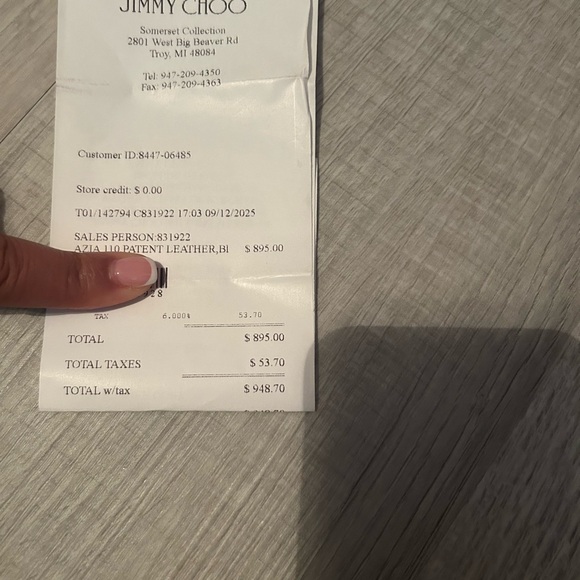 JIMMY CHOO
Somerset Collection
2801 West Big Beaver Rd
Troy, MI 48084
Tel: 947-209-4350
Fax: 947-209-4363
Customer ID:8447-06485
Store credit: $ 0.00
T01/142794 C831922 17:03 09/12/2025
SALES PERSON:831922
AZIA 110 PATENT LEATHER,Bl $ 895.00
28
TAX 6.000% 53.70
TOTAL $ 895.00
TOTAL TAXES $ 53.70
TOTAL w/tax $ 948.70